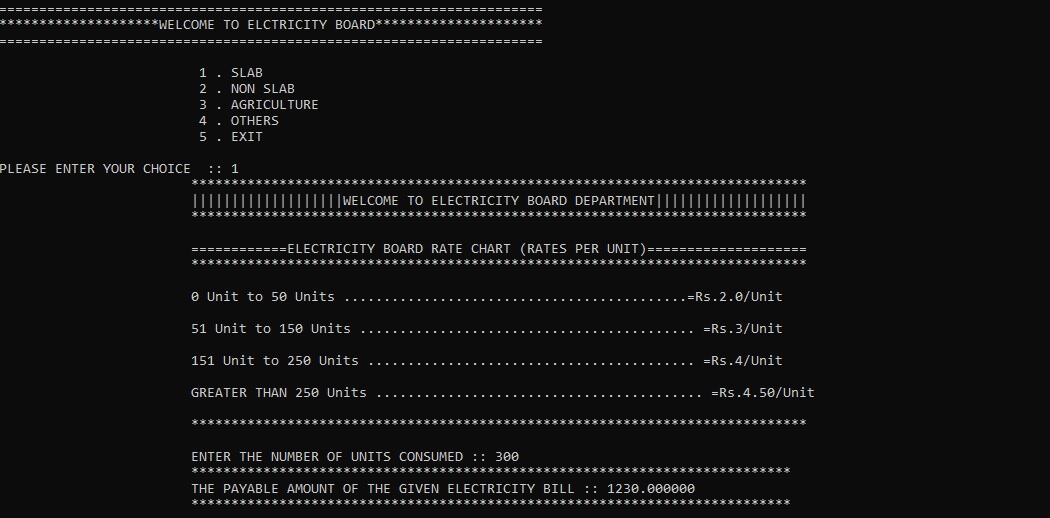 ====================================================================
********************WELCOME TO ELCTRICITY BOARD*********************
====================================================================
1 . SLAB
2 . NON SLAB
3 . AGRICULTURE
4 . OTHERS
5 . EXIT
PLEASE ENTER YOUR CHOICE  :: 1
*****************************************************************************
|||||||||||||||||||WELCOME TO ELECTRICITY BOARD DEPARTMENT|||||||||||||||||||
*****************************************************************************
============ELECTRICITY BOARD RATE CHART (RATES PER UNIT)====================
*****************************************************************************
0 Unit to 50 Units ...........................................=Rs.2.0/Unit
51 Unit to 150 Units .......................................... =Rs.3/Unit
151 Unit to 250 Units ......................................... =Rs.4/Unit
GREATER THAN 250 Units ......................................... =Rs.4.50/Unit
*****************************************************************************
ENTER THE NUMBER OF UNITS CONSUMED :: 300
***************************************************************************
THE PAYABLE AMOUNT OF THE GIVEN ELECTRICITY BILL :: 1230.000000
***************************************************************************